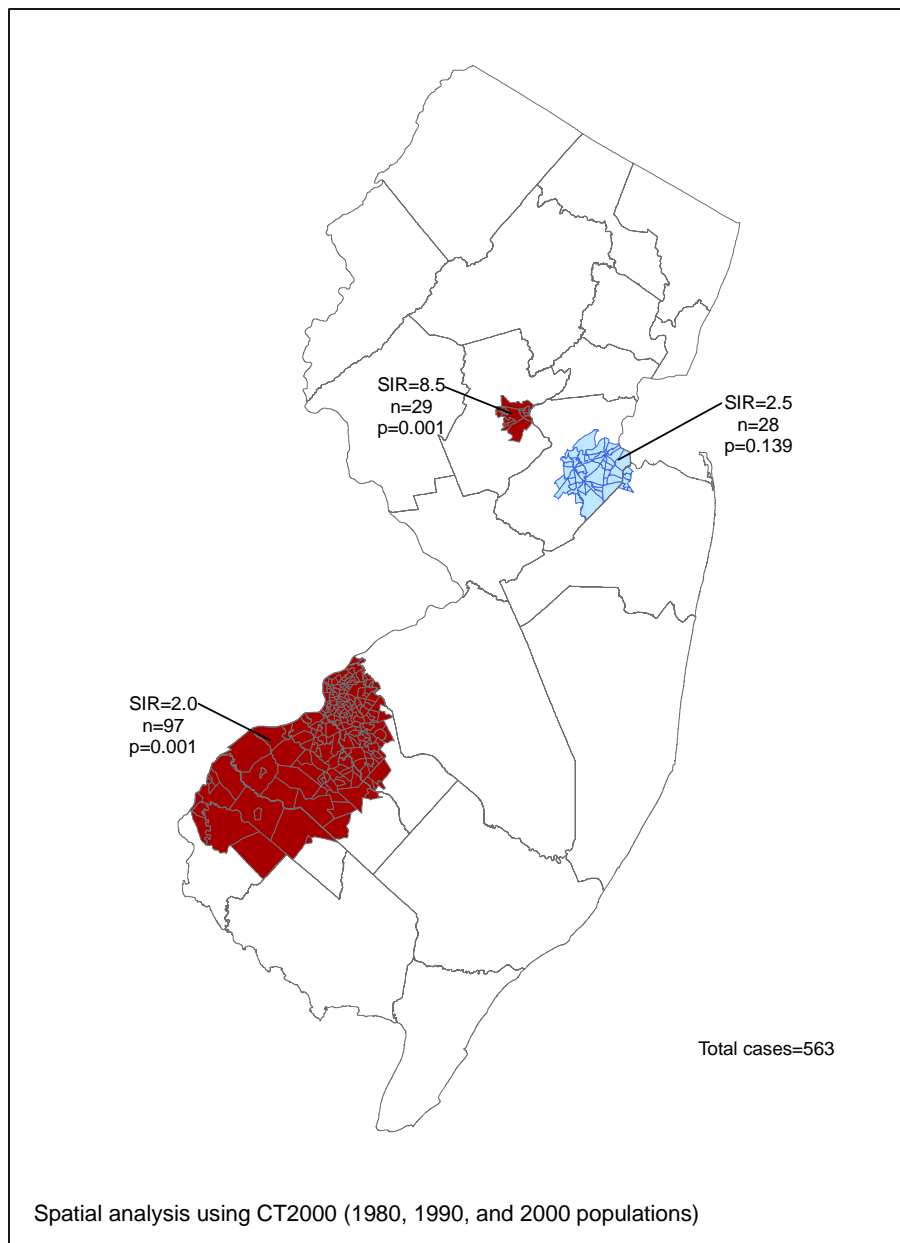 SIR=8.5
n=29
p=0.001
SIR=2.5
n=28
p=0.139
SIR=2.0
n=97
p=0.001
Total cases=563
Spatial analysis using CT2000 (1980, 1990, and 2000 populations)